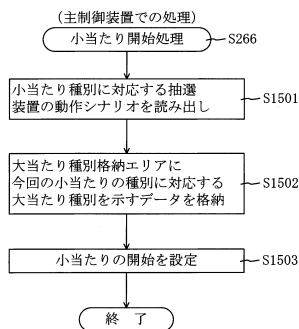 (主制御装置での処理)
小当たり開始処理
S266
小当たり種別に対応する抽選
装置の動作シナリオを読み出し
S1501
大当たり種別格納エリアに
今回の小当たりの種別に対応する
大当たり種別を示すデータを格納
S1502
小当たりの開始を設定
S1503
終 了